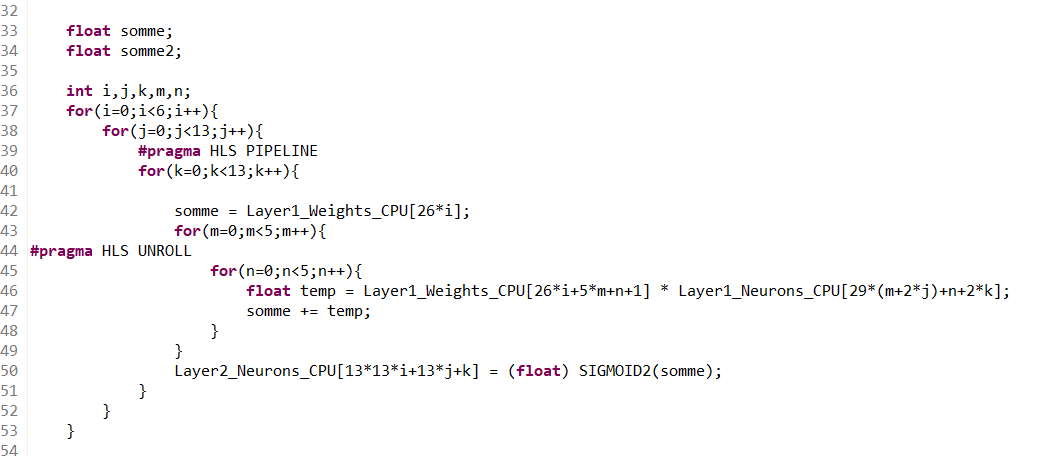 32
33 float somme;
34 float somme2;
35
36 int i,j,k,m,n;
37 for(i=0;i<6;i++){
38 for(j=0;j<13;j++){
39 #pragma HLS PIPELINE
40 for(k=0;k<13;k++){
41
42 somme = Layer1_Weights_CPU[26*i];
43 for(m=0;m<5;m++){
44 #pragma HLS UNROLL
45 for(n=0;n<5;n++){
46 float temp = Layer1_Weights_CPU[26*i+5*m+n+1] * Layer1_Neurons_CPU[29*(m+2*j)+n+2*k];
47 somme += temp;
48 }
49 }
50 Layer2_Neurons_CPU[13*13*i+13*j+k] = (float) SIGMOID2(somme);
51 }
52 }
53 }
54